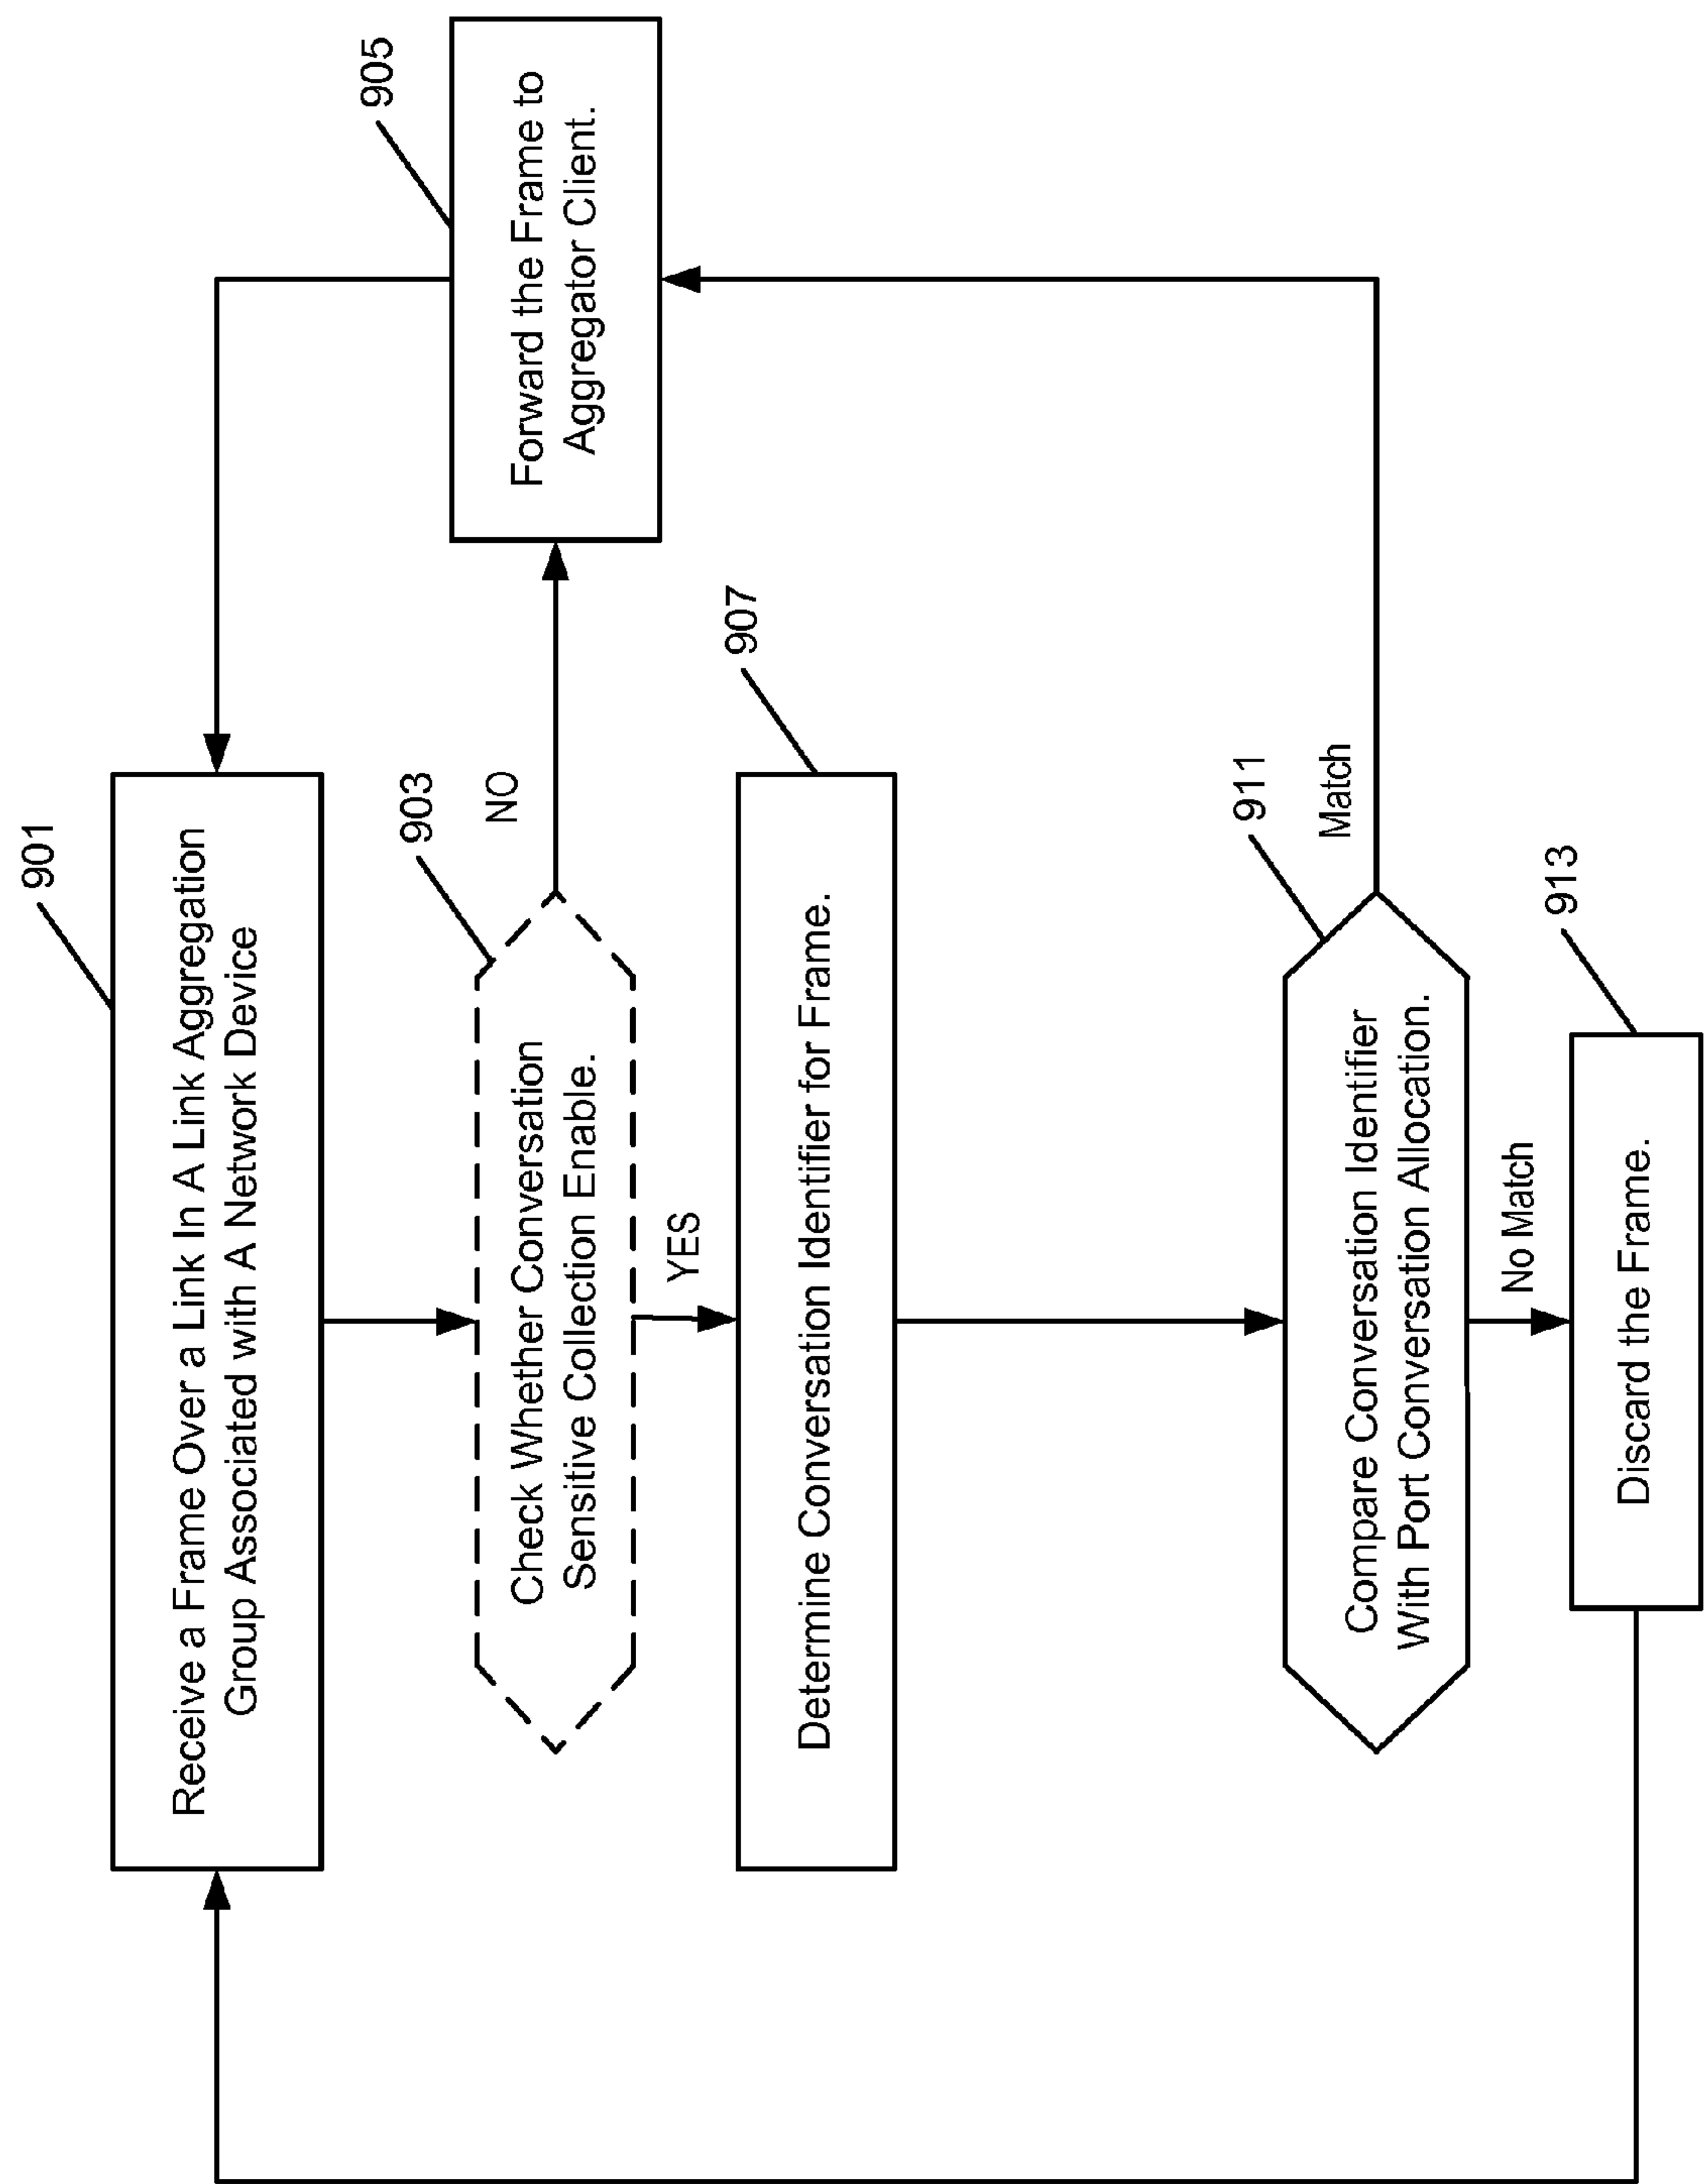 901
Receive a Frame Over a Link In A Link Aggregation
Group Associated with A Network Device
903
Check Whether Conversation
Sensitive Collection Enable.
NO
905
Forward the Frame to
Aggregator Client.
YES
907
Determine Conversation Identifier for Frame.
911
Compare Conversation Identifier
With Port Conversation Allocation.
Match
No Match
913
Discard the Frame.